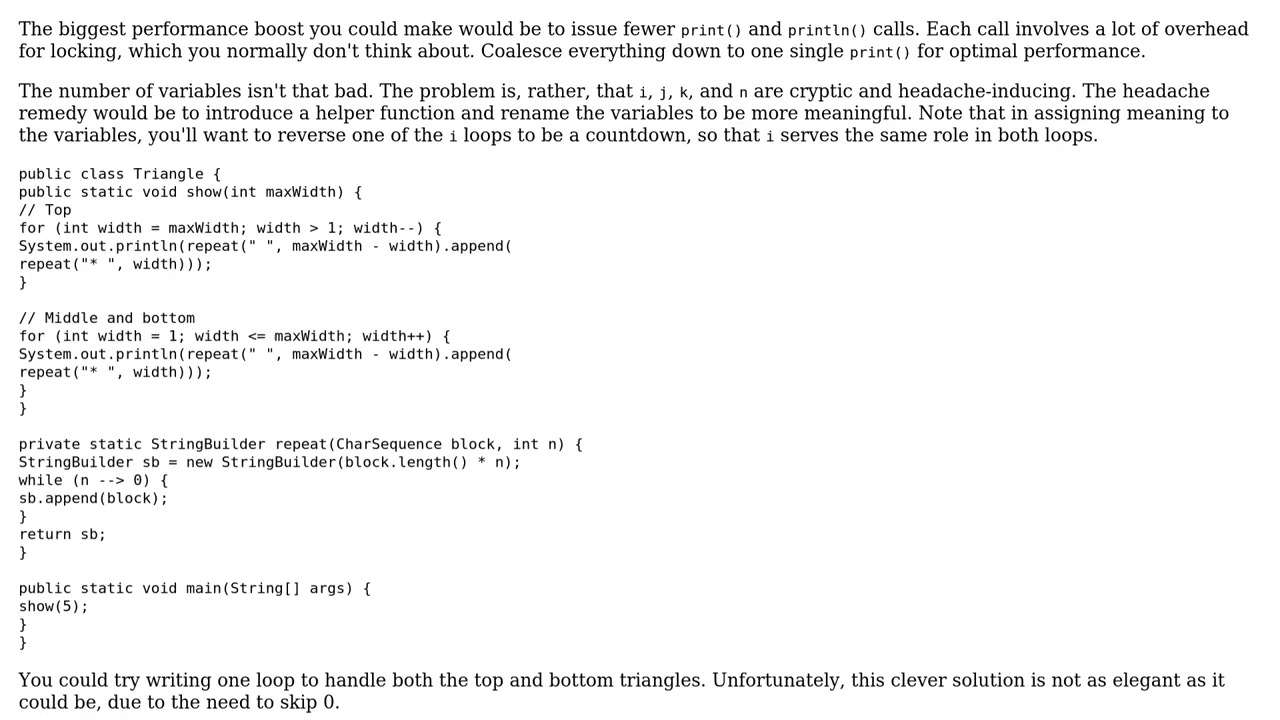 The biggest performance boost you could make would be to issue fewer print() and println() calls. Each call involves a lot of overhead
for locking, which you normally don't think about. Coalesce everything down to one single print() for optimal performance.
The number of variables isn't that bad. The problem is, rather, that i, j, k, and n are cryptic and headache-inducing. The headache
remedy would be to introduce a helper function and rename the variables to be more meaningful. Note that in assigning meaning to
the variables, you'll want to reverse one of the i loops to be a countdown, so that i serves the same role in both loops.
public class Triangle {
public static void show(int maxWidth) {
// Top
for (int width = maxWidth; width > 1; width--) {
System.out.println(repeat(" ", maxWidth - width).append(
repeat("* ", width)));
}
// Middle and bottom
for (int width = 1; width <= maxWidth; width++) {
System.out.println(repeat(" ", maxWidth - width).append(
repeat("* ", width)));
}
}
private static StringBuilder repeat(CharSequence block, int n) {
StringBuilder sb = new StringBuilder(block.length() * n);
while (n --> 0) {
sb.append(block);
}
return sb;
}
public static void main(String[] args) {
show(5);
}
}
You could try writing one loop to handle both the top and bottom triangles. Unfortunately, this clever solution is not as elegant as it
could be, due to the need to skip 0.